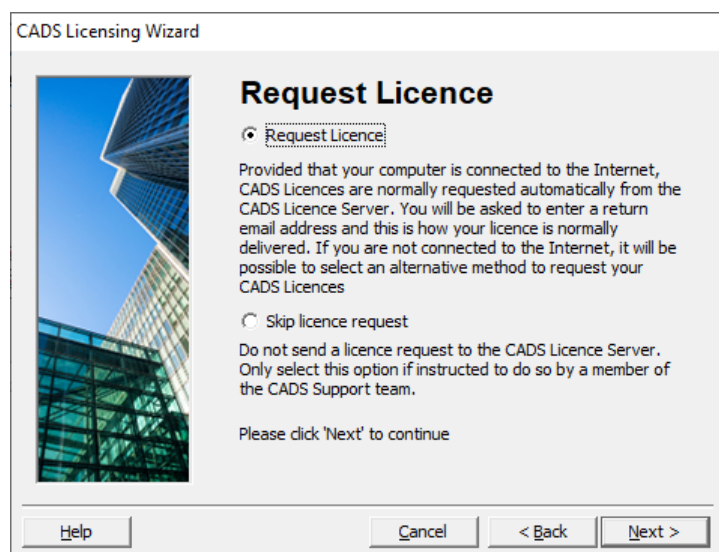 CADS Licensing Wizard
Request Licence
Request Licence
Provided that your computer is connected to the Internet,
CADS Licences are normally requested automatically from the
CADS Licence Server. You will be asked to enter a return
email address and this is how your licence is normally
delivered. If you are not connected to the Internet, it will be
possible to select an alternative method to request your
CADS Licences
Skip licence request
Do not send a licence request to the CADS Licence Server.
Only select this option if instructed to do so by a member of
the CADS Support team.
Please click 'Next' to continue
Help
Cancel
< Back
Next >